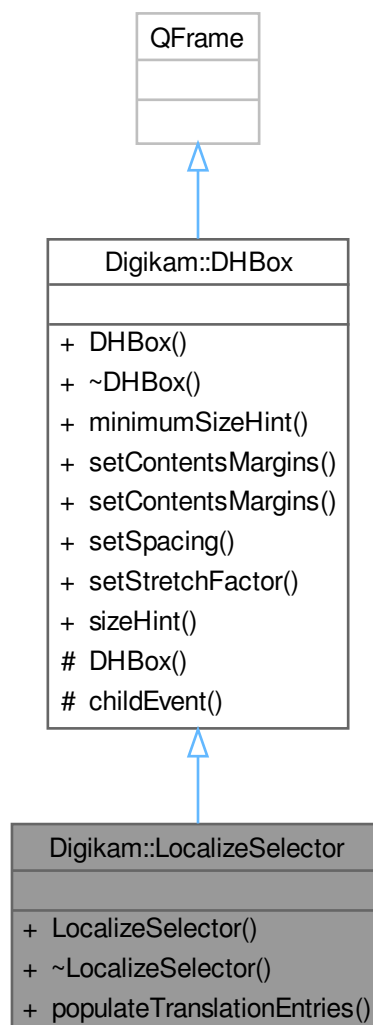 QFrame
Digikam::DHBox
+ DHBox()
+ ~DHBox()
+ minimumSizeHint()
+ setContentsMargins()
+ setContentsMargins()
+ setSpacing()
+ setStretchFactor()
+ sizeHint()
# DHBox()
# childEvent()
Digikam::LocalizeSelector
+ LocalizeSelector()
+ ~LocalizeSelector()
+ populateTranslationEntries()